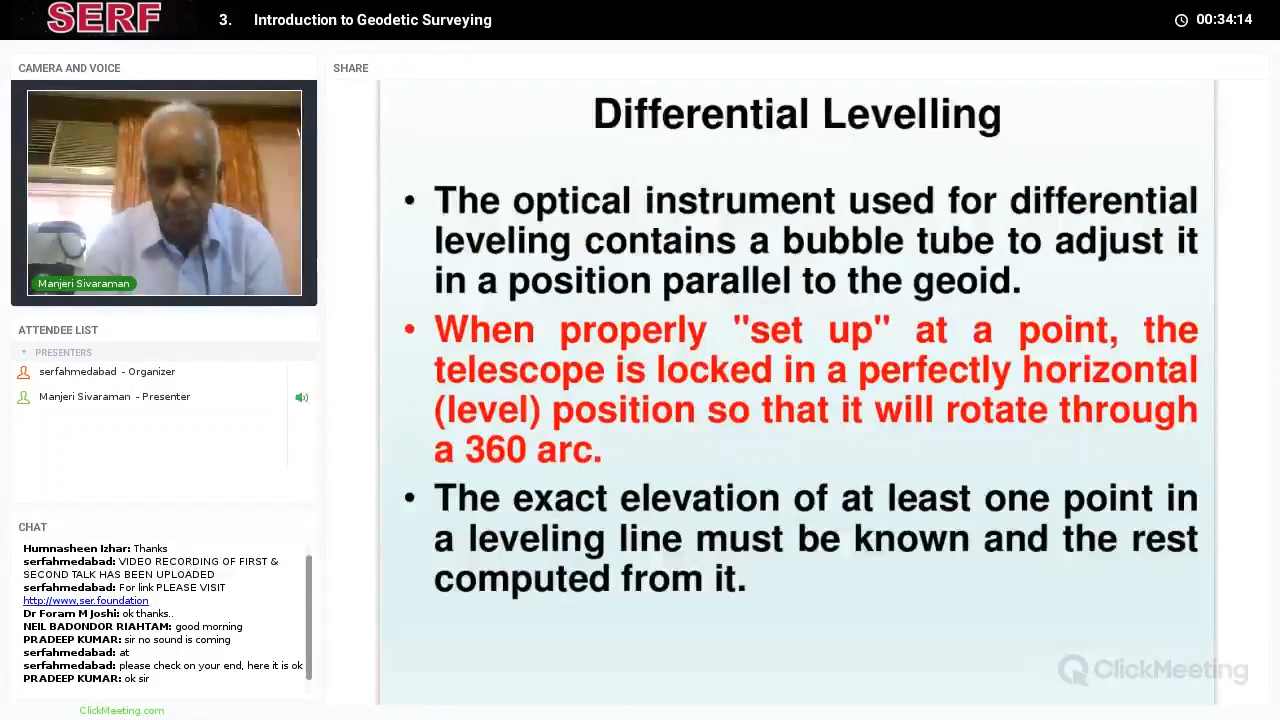 SERF
3. Introduction to Geodetic Surveying
00:34:14
CAMERA AND VOICE
Manjeri Sivaraman
ATTENDEE LIST
PRESENTERS
serfahmedabad - Organizer
Manjeri Sivaraman - Presenter
CHAT
Humnasheen Izhar: Thanks
serfahmedabad: VIDEO RECORDING OF FIRST &
SECOND TALK HAS BEEN UPLOADED
serfahmedabad: For link PLEASE VISIT
http://www.ser.foundation
Dr Foram M Joshi: ok thanks..
NEIL BADONDOR RIAHTAM: good morning
PRADEEP KUMAR: sir no sound is coming
serfahmedabad: at
serfahmedabad: please check on your end, here it is ok
PRADEEP KUMAR: ok sir
ClickMeeting.com
SHARE
Differential Levelling
• The optical instrument used for differential
leveling contains a bubble tube to adjust it
in a position parallel to the geoid.
• When properly "set up" at a point, the
telescope is locked in a perfectly horizontal
(level) position so that it will rotate through
a 360 arc.
• The exact elevation of at least one point in
a leveling line must be known and the rest
computed from it.
ClickMeeting